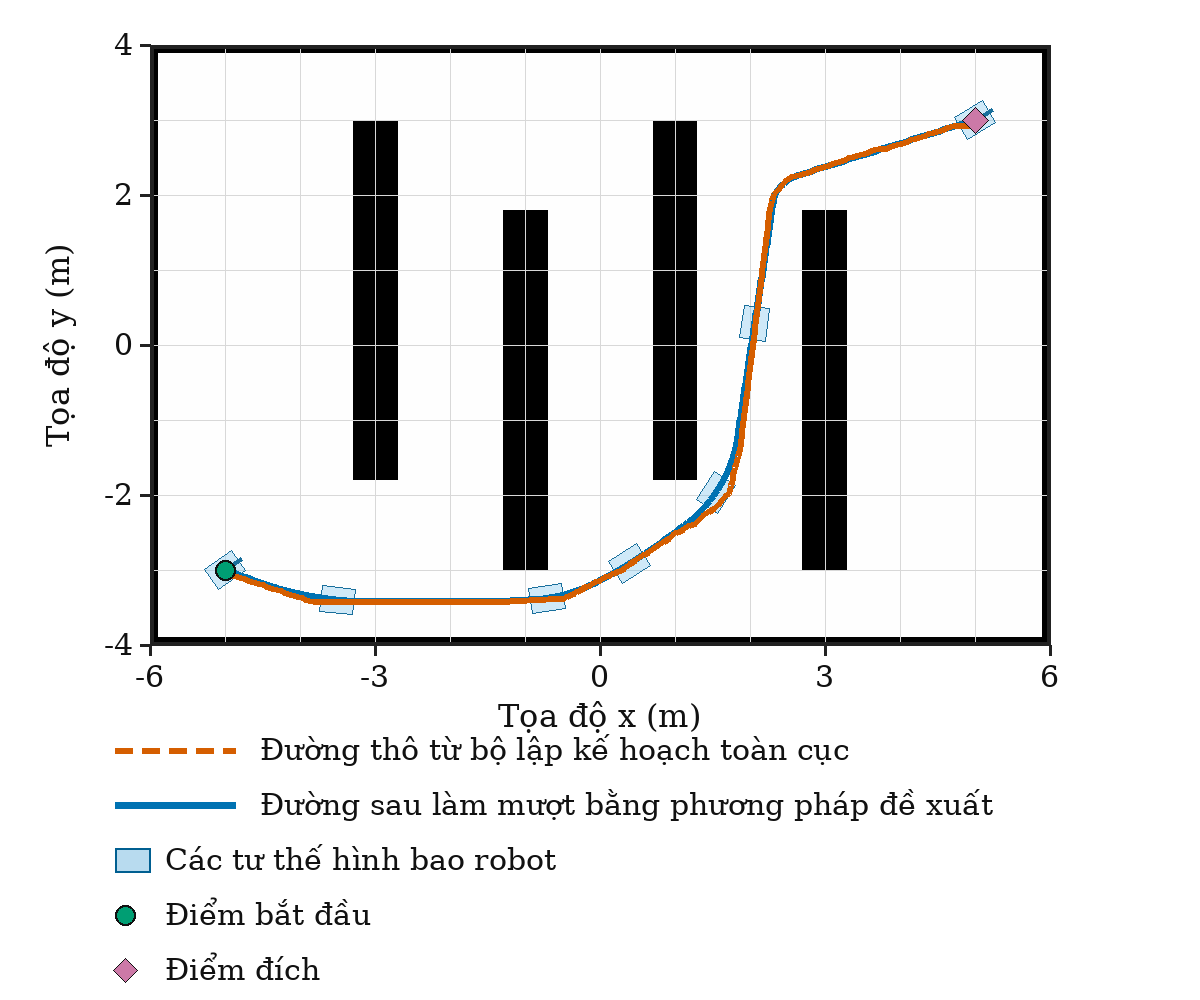 4
2
0
-2
-4
Tọa độ y (m)
-6 -3 0 3 6
Tọa độ x (m)
Đường thô từ bộ lập kế hoạch toàn cục
Đường sau làm mượt bằng phương pháp đề xuất
Các tư thế hình bao robot
Điểm bắt đầu
Điểm đích